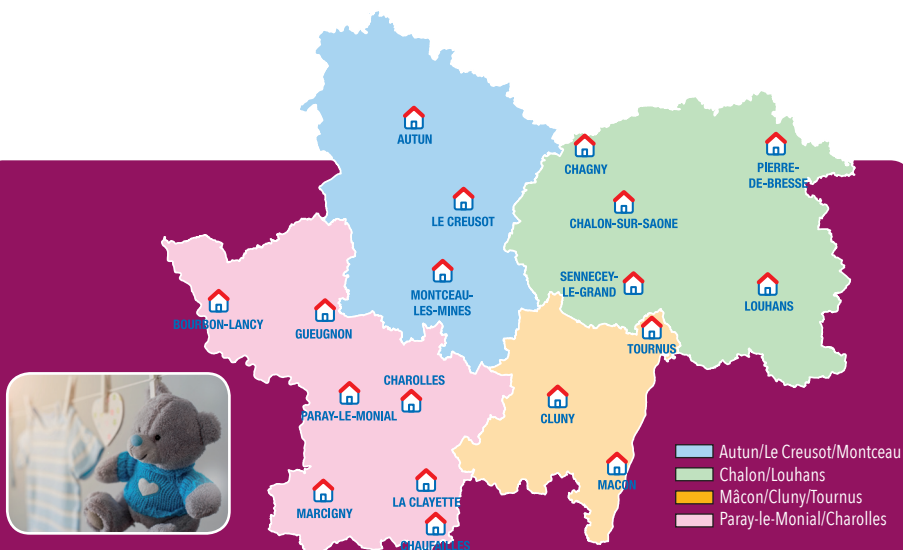 AUTUN
CHAGNY
PIERRE-
DE-BRESSE
LE CREUSOT
CHALON-SUR-SAONE
SENNECEY-
LE-GRAND
LOUHANS
MONTCEAU-
LES-MINES
BOURBON-LANCY
GUEUGNON
TOURNUS
CHAROLLES
PARAY-LE-MONIAL
CLUNY
MACON
LA CLAYETTE
MARCIGNY
CHAUFAILLES
Autun/Le Creusot/Montceau
Chalon/Louhans
Mâcon/Cluny/Tournus
Paray-le-Monial/Charolles